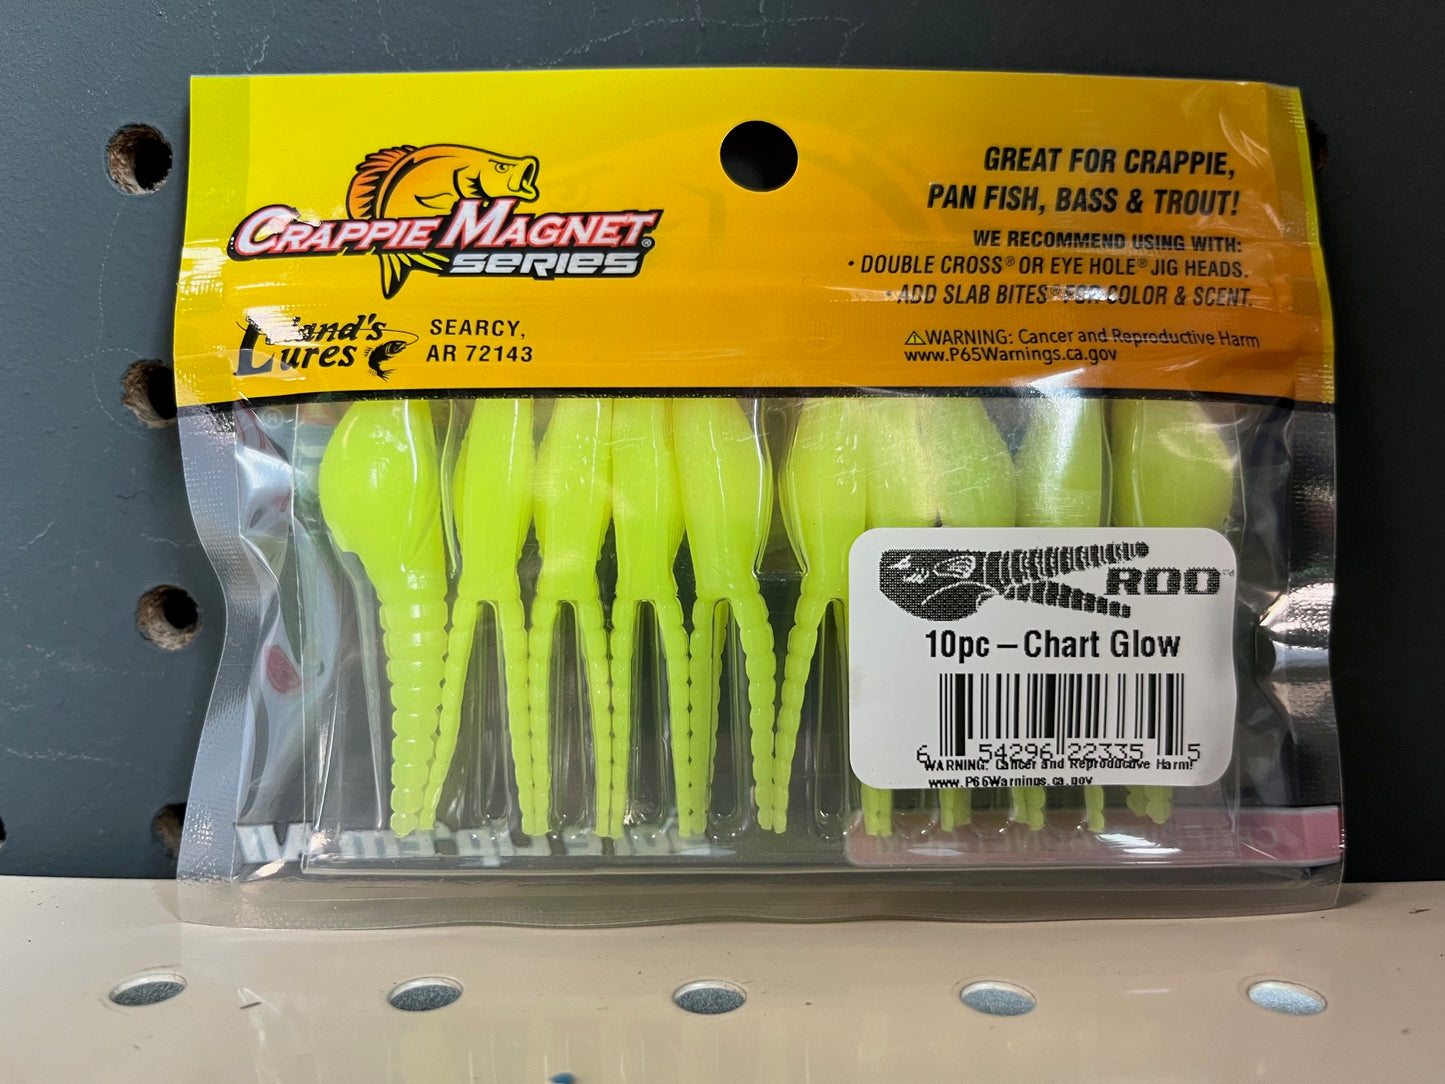 CRAPPIE MAGNET®
SERIES
Leland's
Lures
SEARCY,
AR 72143
GREAT FOR CRAPPIE,
PAN FISH, BASS & TROUT!
WE RECOMMEND USING WITH:
• DOUBLE CROSS® OR EYE HOLE® JIG HEADS.
• ADD SLAB BITES® FOR COLOR & SCENT.
⚠WARNING: Cancer and Reproductive Harm
www.P65Warnings.ca.gov
ROO
10pc – Chart Glow
6 54296 22335 5
WARNING: Cancer and Reproductive Harm!
www.P65Warnings.ca.gov